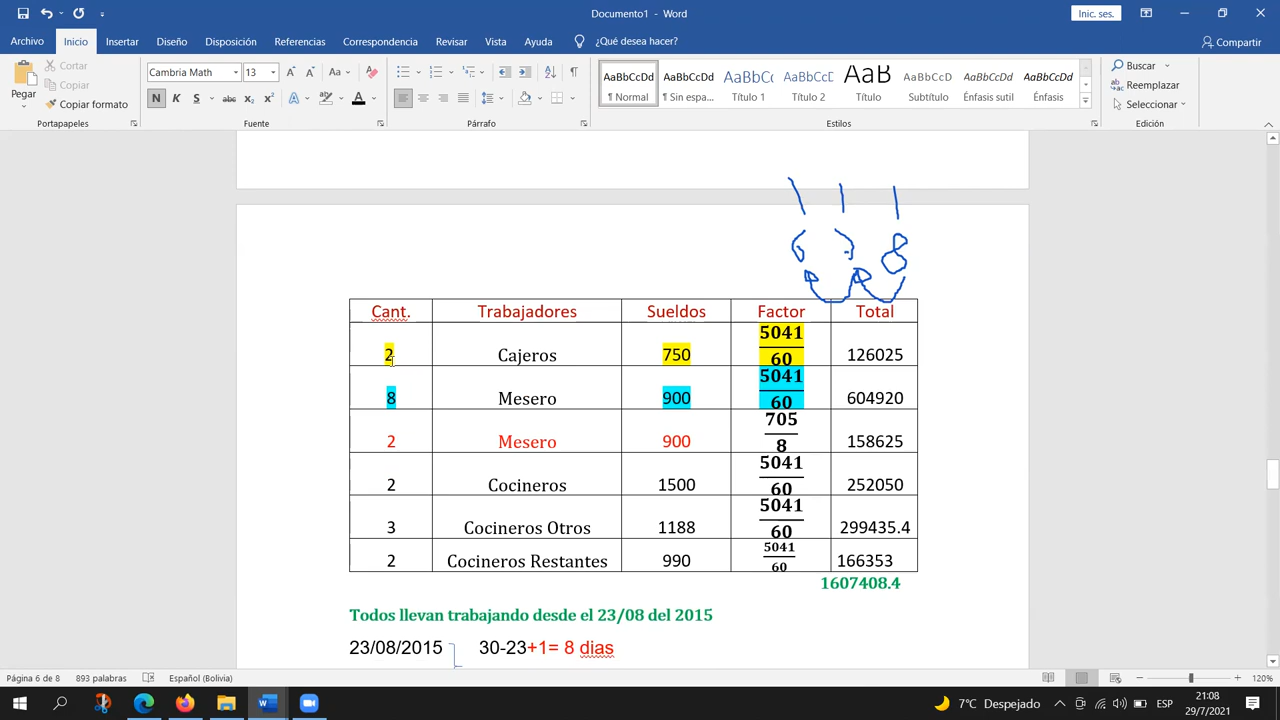 Documento1 - Word
Inic. ses.
Archivo Inicio Insertar Diseño Disposición Referencias Correspondencia Revisar Vista Ayuda ¿Qué desea hacer? Compartir
Pegar
Cortar
Copiar
Copiar formato
Portapapeles
Cambria Math 13 Aa
N K S abc x₂ x² A A
Fuente
Párrafo
AaBbCcDd AaBbCcDd AaBbCc AaBbCcD AaB AaBbCcD AaBbCcDd AaBbCcDd
¶ Normal ¶ Sin espa... Título 1 Título 2 Título Subtítulo Énfasis sutil Énfasis
Estilos
Buscar
Reemplazar
Seleccionar
Edición
8
Cant. Trabajadores Sueldos Factor Total
2 Cajeros 750 5041/60 126025
8 Mesero 900 5041/60 604920
2 Mesero 900 705/8 158625
2 Cocineros 1500 5041/60 252050
3 Cocineros Otros 1188 5041/60 299435.4
2 Cocineros Restantes 990 5041/60 166353
1607408.4
Todos llevan trabajando desde el 23/08 del 2015
23/08/2015 30-23+1= 8 dias
Página 6 de 8 893 palabras Español (Bolivia) 120%
7°C Despejado ESP 21:08
29/7/2021